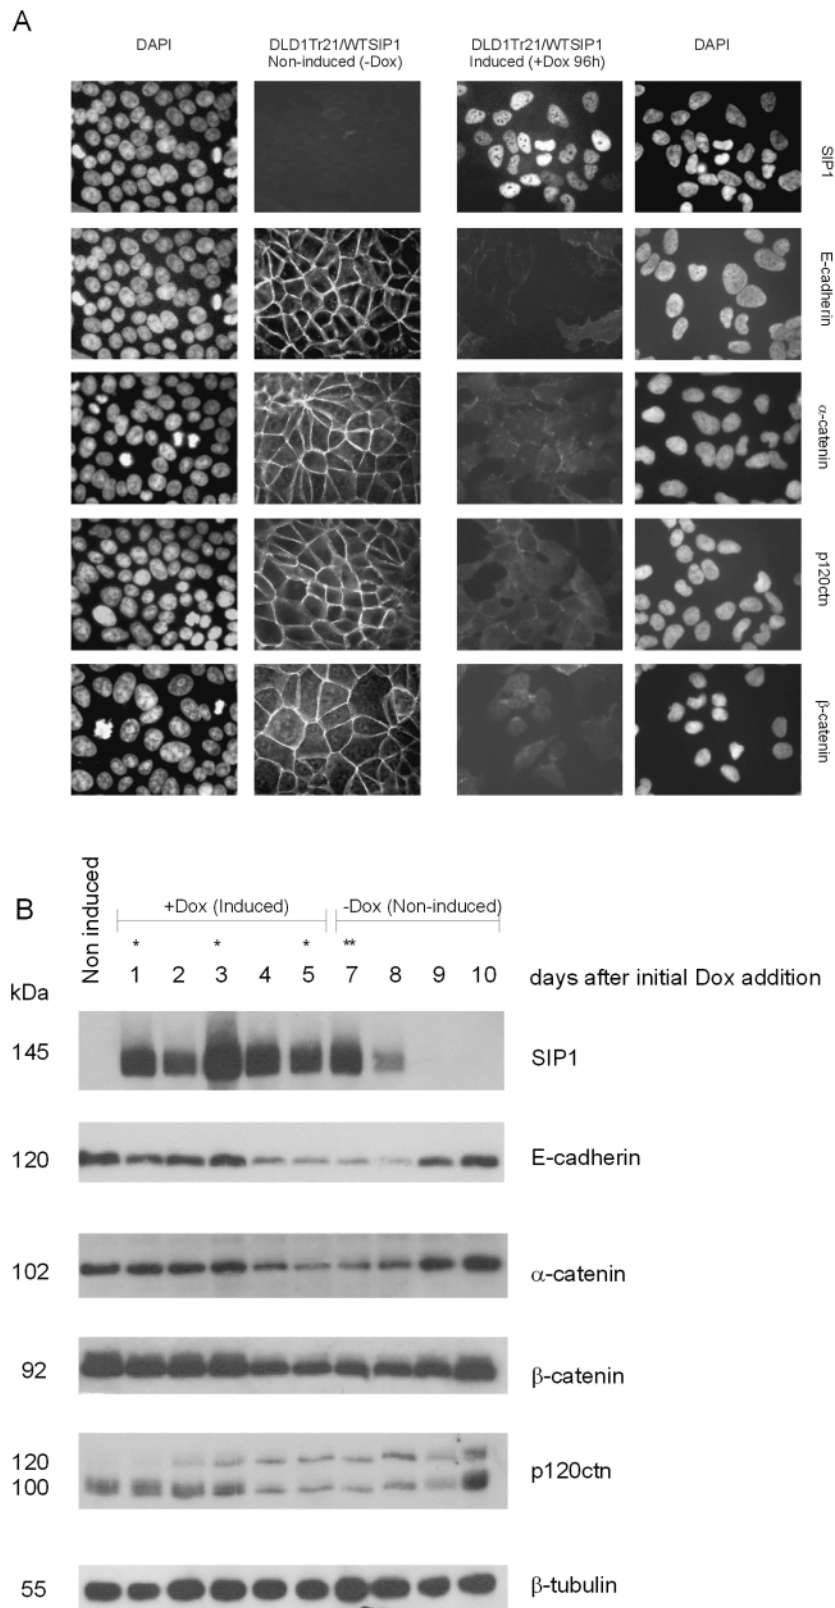 A
DAPI
DLD1Tr21/WTSIP1
Non-induced (-Dox)
DLD1Tr21/WTSIP1
Induced (+Dox 96h)
DAPI
SIP1
E-cadherin
α-catenin
p120ctn
β-catenin
B
Non induced
+Dox (Induced)
-Dox (Non-induced)
* * * **
kDa
1 2 3 4 5 7 8 9 10 days after initial Dox addition
145 SIP1
120 E-cadherin
102 α-catenin
92 β-catenin
120
100 p120ctn
55 β-tubulin